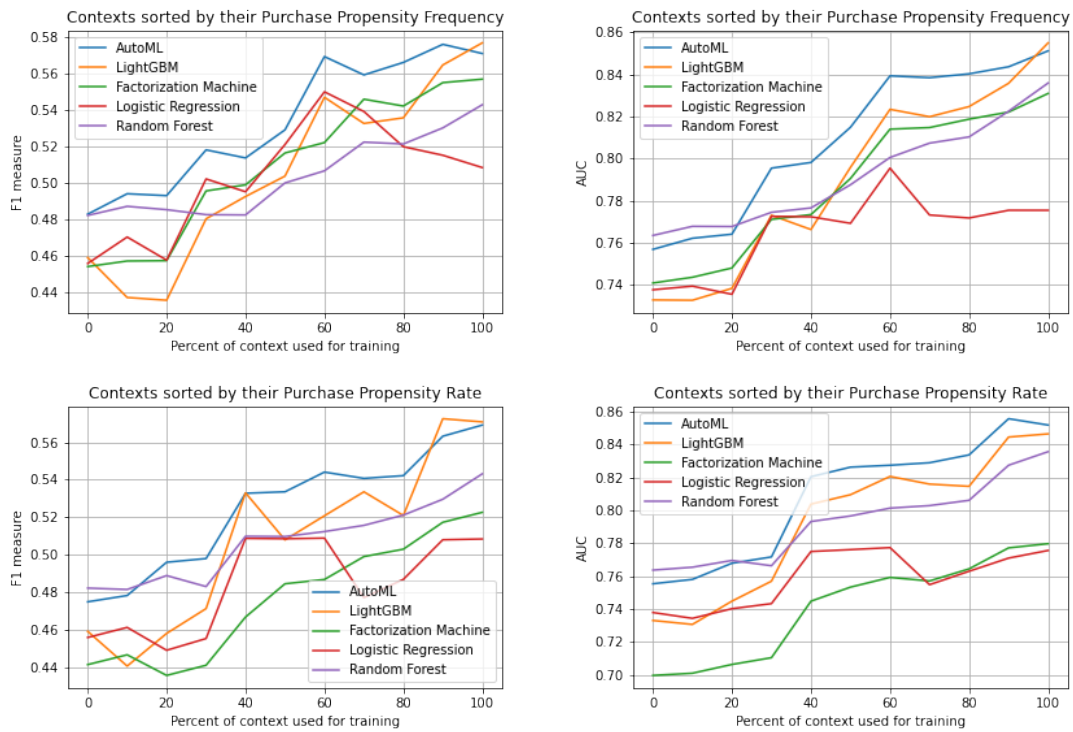 Contexts sorted by their Purchase Propensity Frequency
0.58
0.56
0.54
0.52
0.50
0.48
0.46
0.44
F1 measure
AutoML
LightGBM
Factorization Machine
Logistic Regression
Random Forest
0 20 40 60 80 100
Percent of context used for training
Contexts sorted by their Purchase Propensity Frequency
0.86
0.84
0.82
0.80
0.78
0.76
0.74
AUC
AutoML
LightGBM
Factorization Machine
Logistic Regression
Random Forest
0 20 40 60 80 100
Percent of context used for training
Contexts sorted by their Purchase Propensity Rate
0.56
0.54
0.52
0.50
0.48
0.46
0.44
F1 measure
AutoML
LightGBM
Factorization Machine
Logistic Regression
Random Forest
0 20 40 60 80 100
Percent of context used for training
Contexts sorted by their Purchase Propensity Rate
0.86
0.84
0.82
0.80
0.78
0.76
0.74
0.72
0.70
AUC
AutoML
LightGBM
Factorization Machine
Logistic Regression
Random Forest
0 20 40 60 80 100
Percent of context used for training